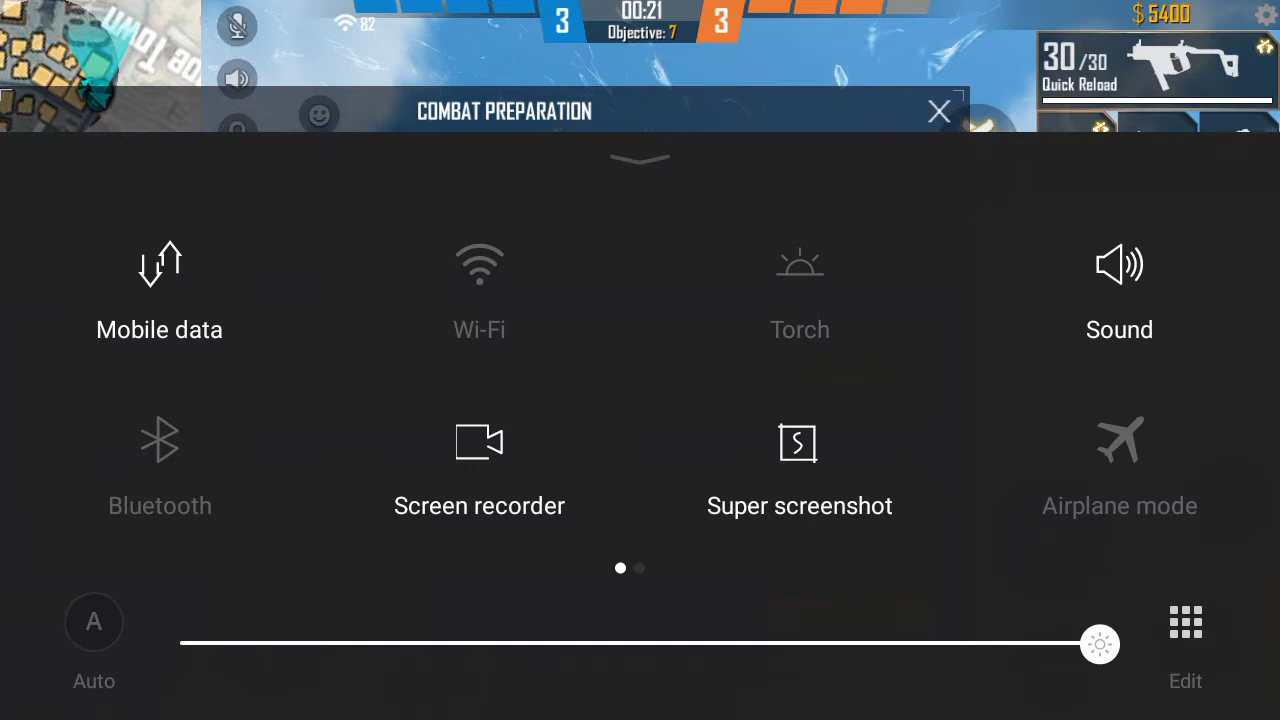 82
3
00:21
Objective: 7
3
$ 5400
30/30
Quick Reload
COMBAT PREPARATION
Mobile data
Wi-Fi
Torch
Sound
Bluetooth
Screen recorder
S
Super screenshot
Airplane mode
A
Auto
Edit